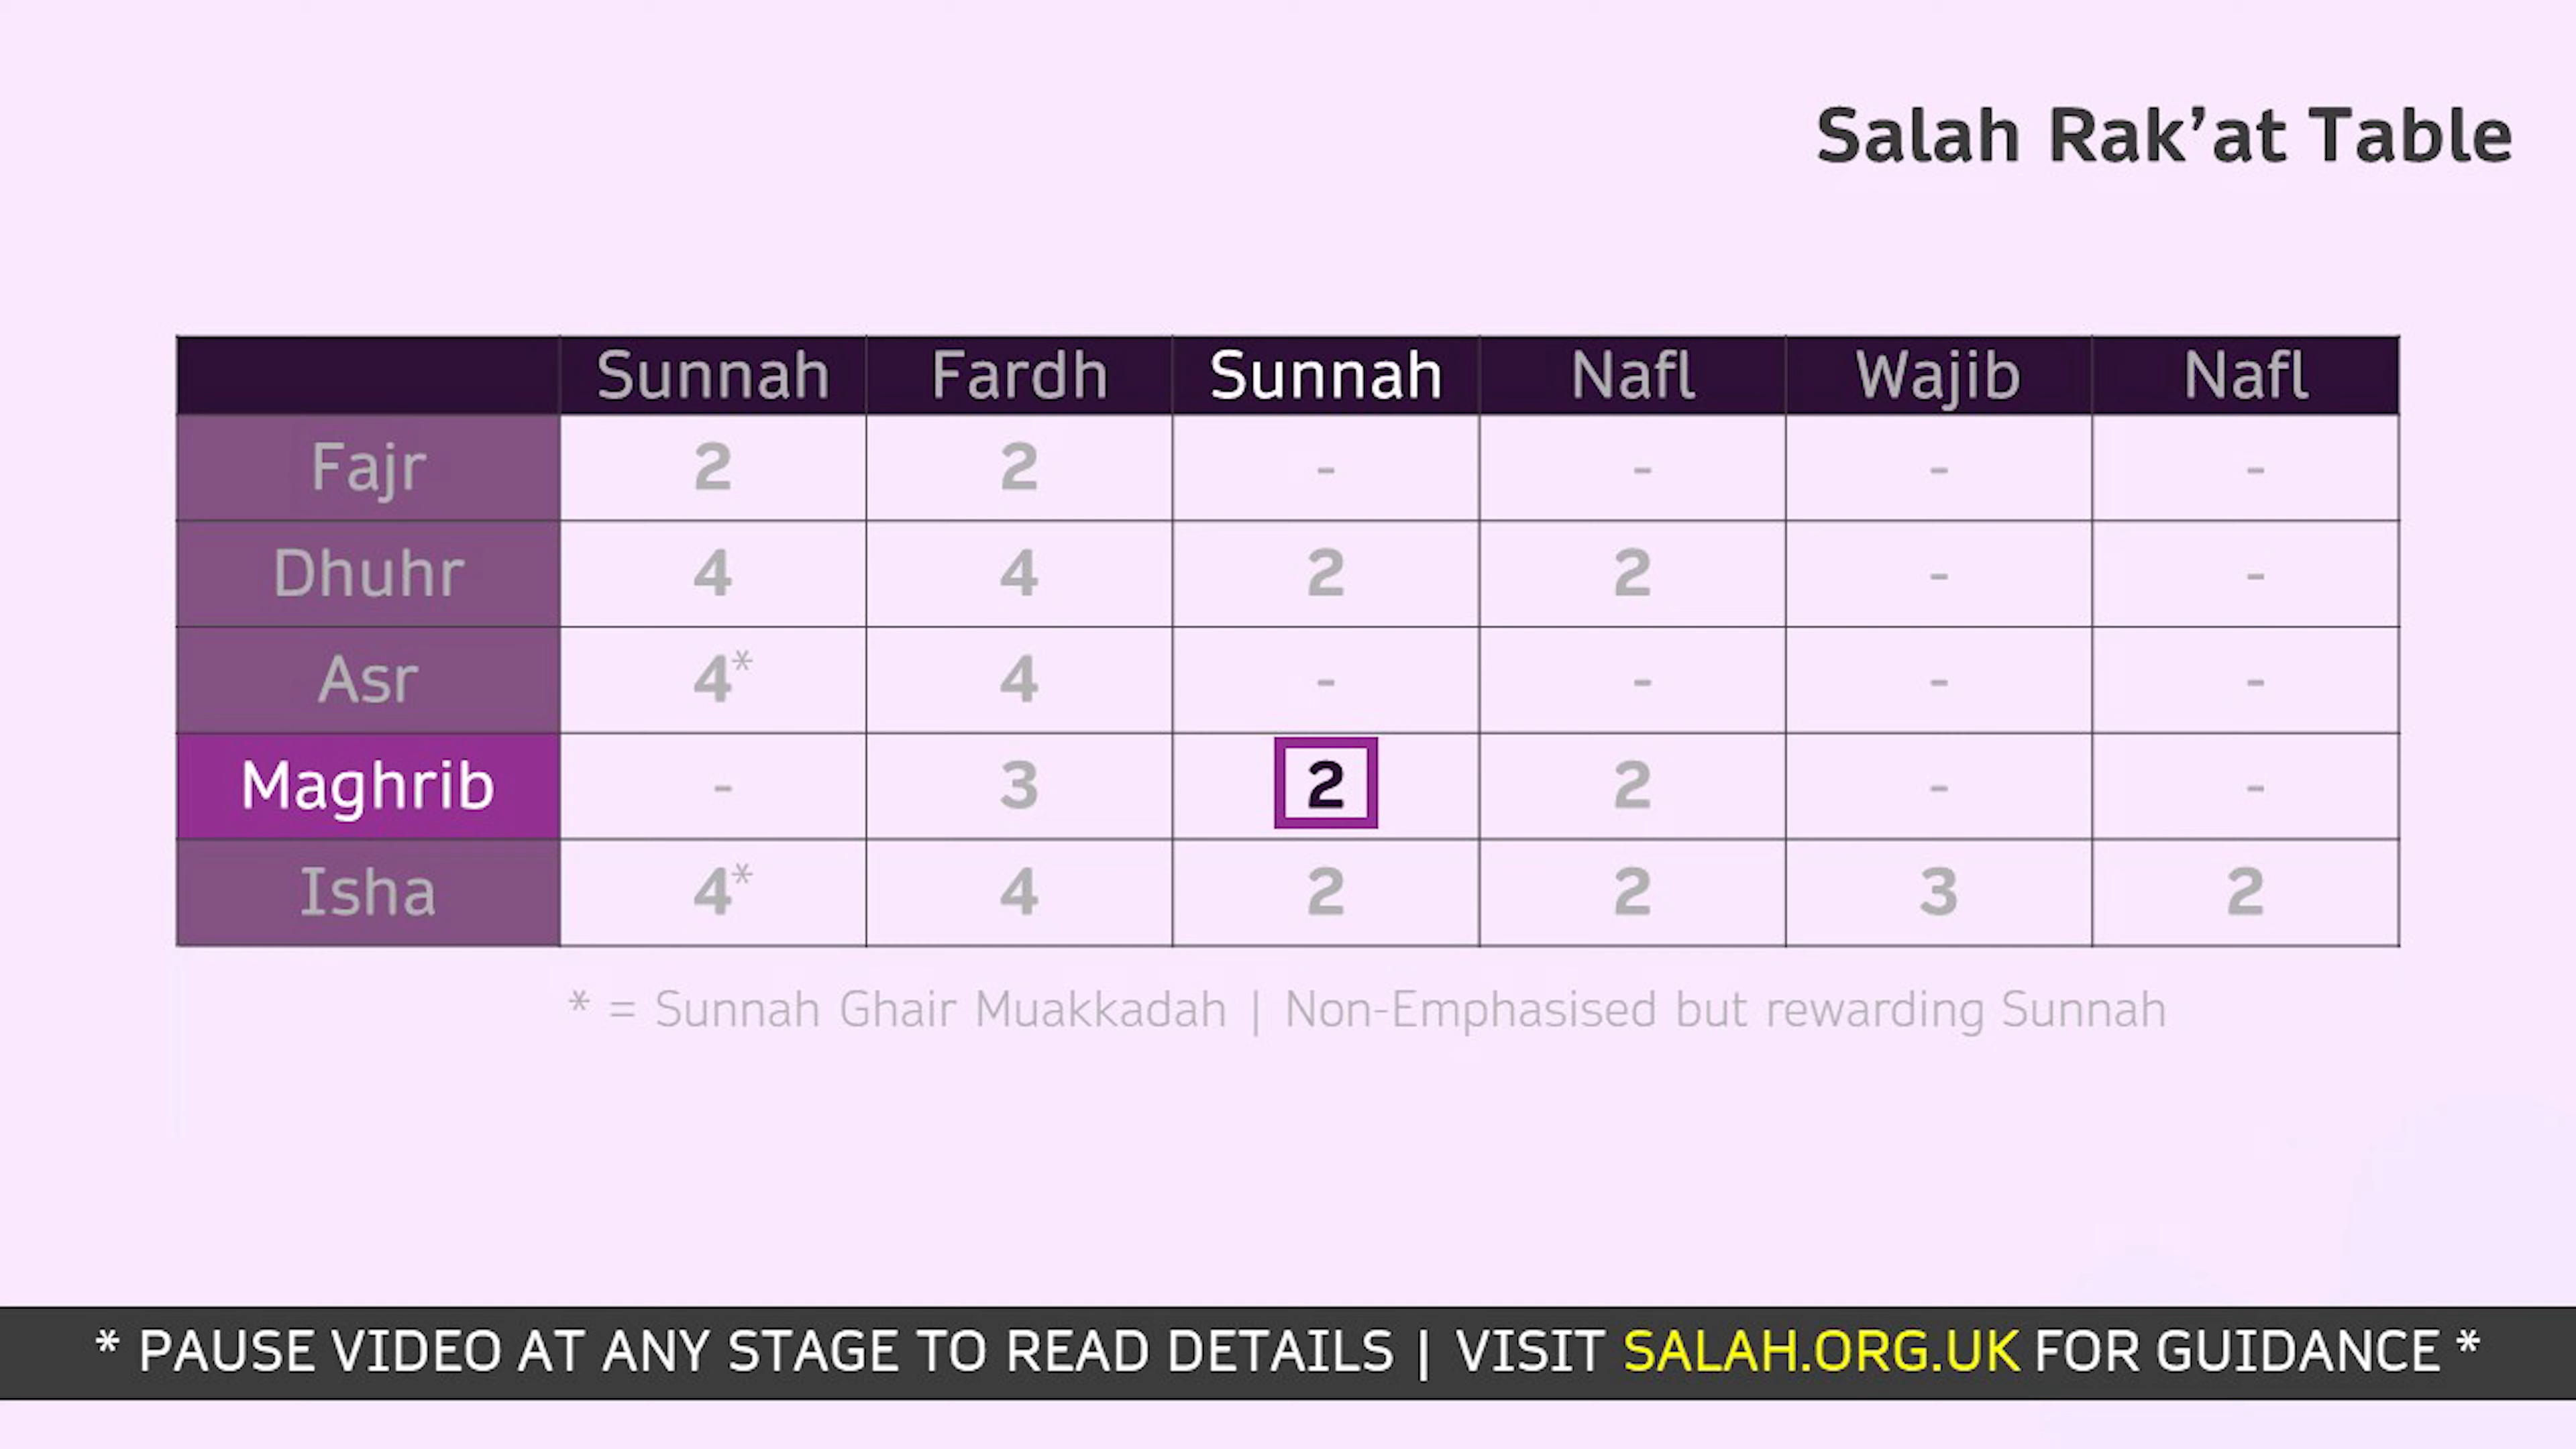 Salah Rak’at Table
Sunnah Fardh Sunnah Nafl Wajib Nafl
Fajr 2 2 - - - -
Dhuhr 4 4 2 2 - -
Asr 4* 4 - - - -
Maghrib - 3 2 2 - -
Isha 4* 4 2 2 3 2
* = Sunnah Ghair Muakkadah | Non-Emphasised but rewarding Sunnah
* PAUSE VIDEO AT ANY STAGE TO READ DETAILS | VISIT SALAH.ORG.UK FOR GUIDANCE *